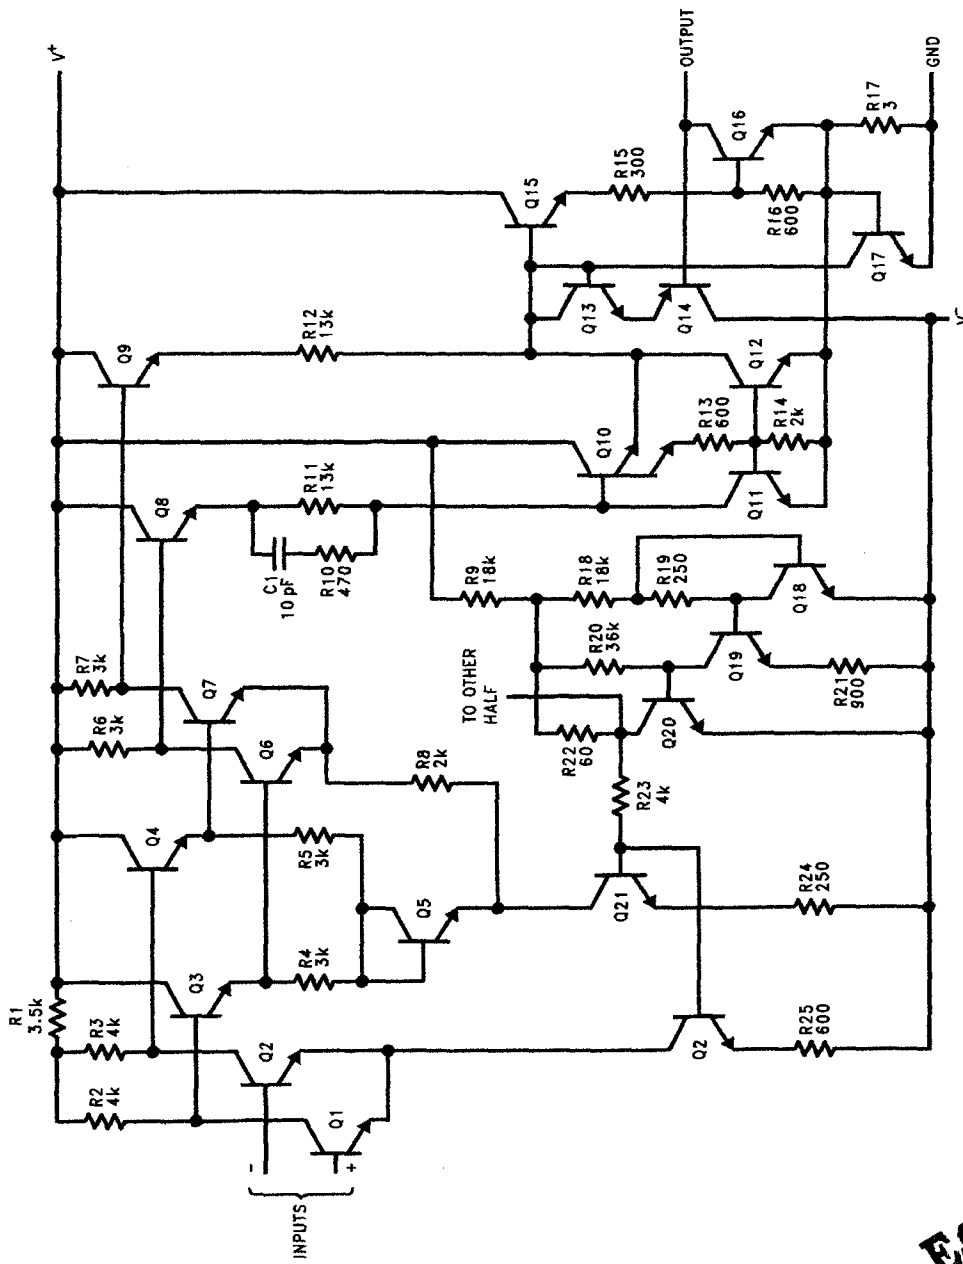 V+
OUTPUT
GND
V-
Q9
Q8
Q15
R15
300
Q16
R17
3
R16
600
Q17
Q13
Q14
R12
13k
R11
13k
C1
10 pF
R10
470
Q10
Q12
R13
600
R14
2k
Q11
R7
3k
R6
3k
Q7
Q6
Q4
R8
2k
R5
3k
R4
3k
Q5
R9
18k
R18
18k
R19
250
Q18
R20
36k
Q19
R21
900
TO OTHER
HALF
R22
60
Q20
R23
4k
Q21
R24
250
R1
3.5k
R3
4k
R2
4k
Q3
Q2
Q1
-
+
INPUTS
Q2
R25
600